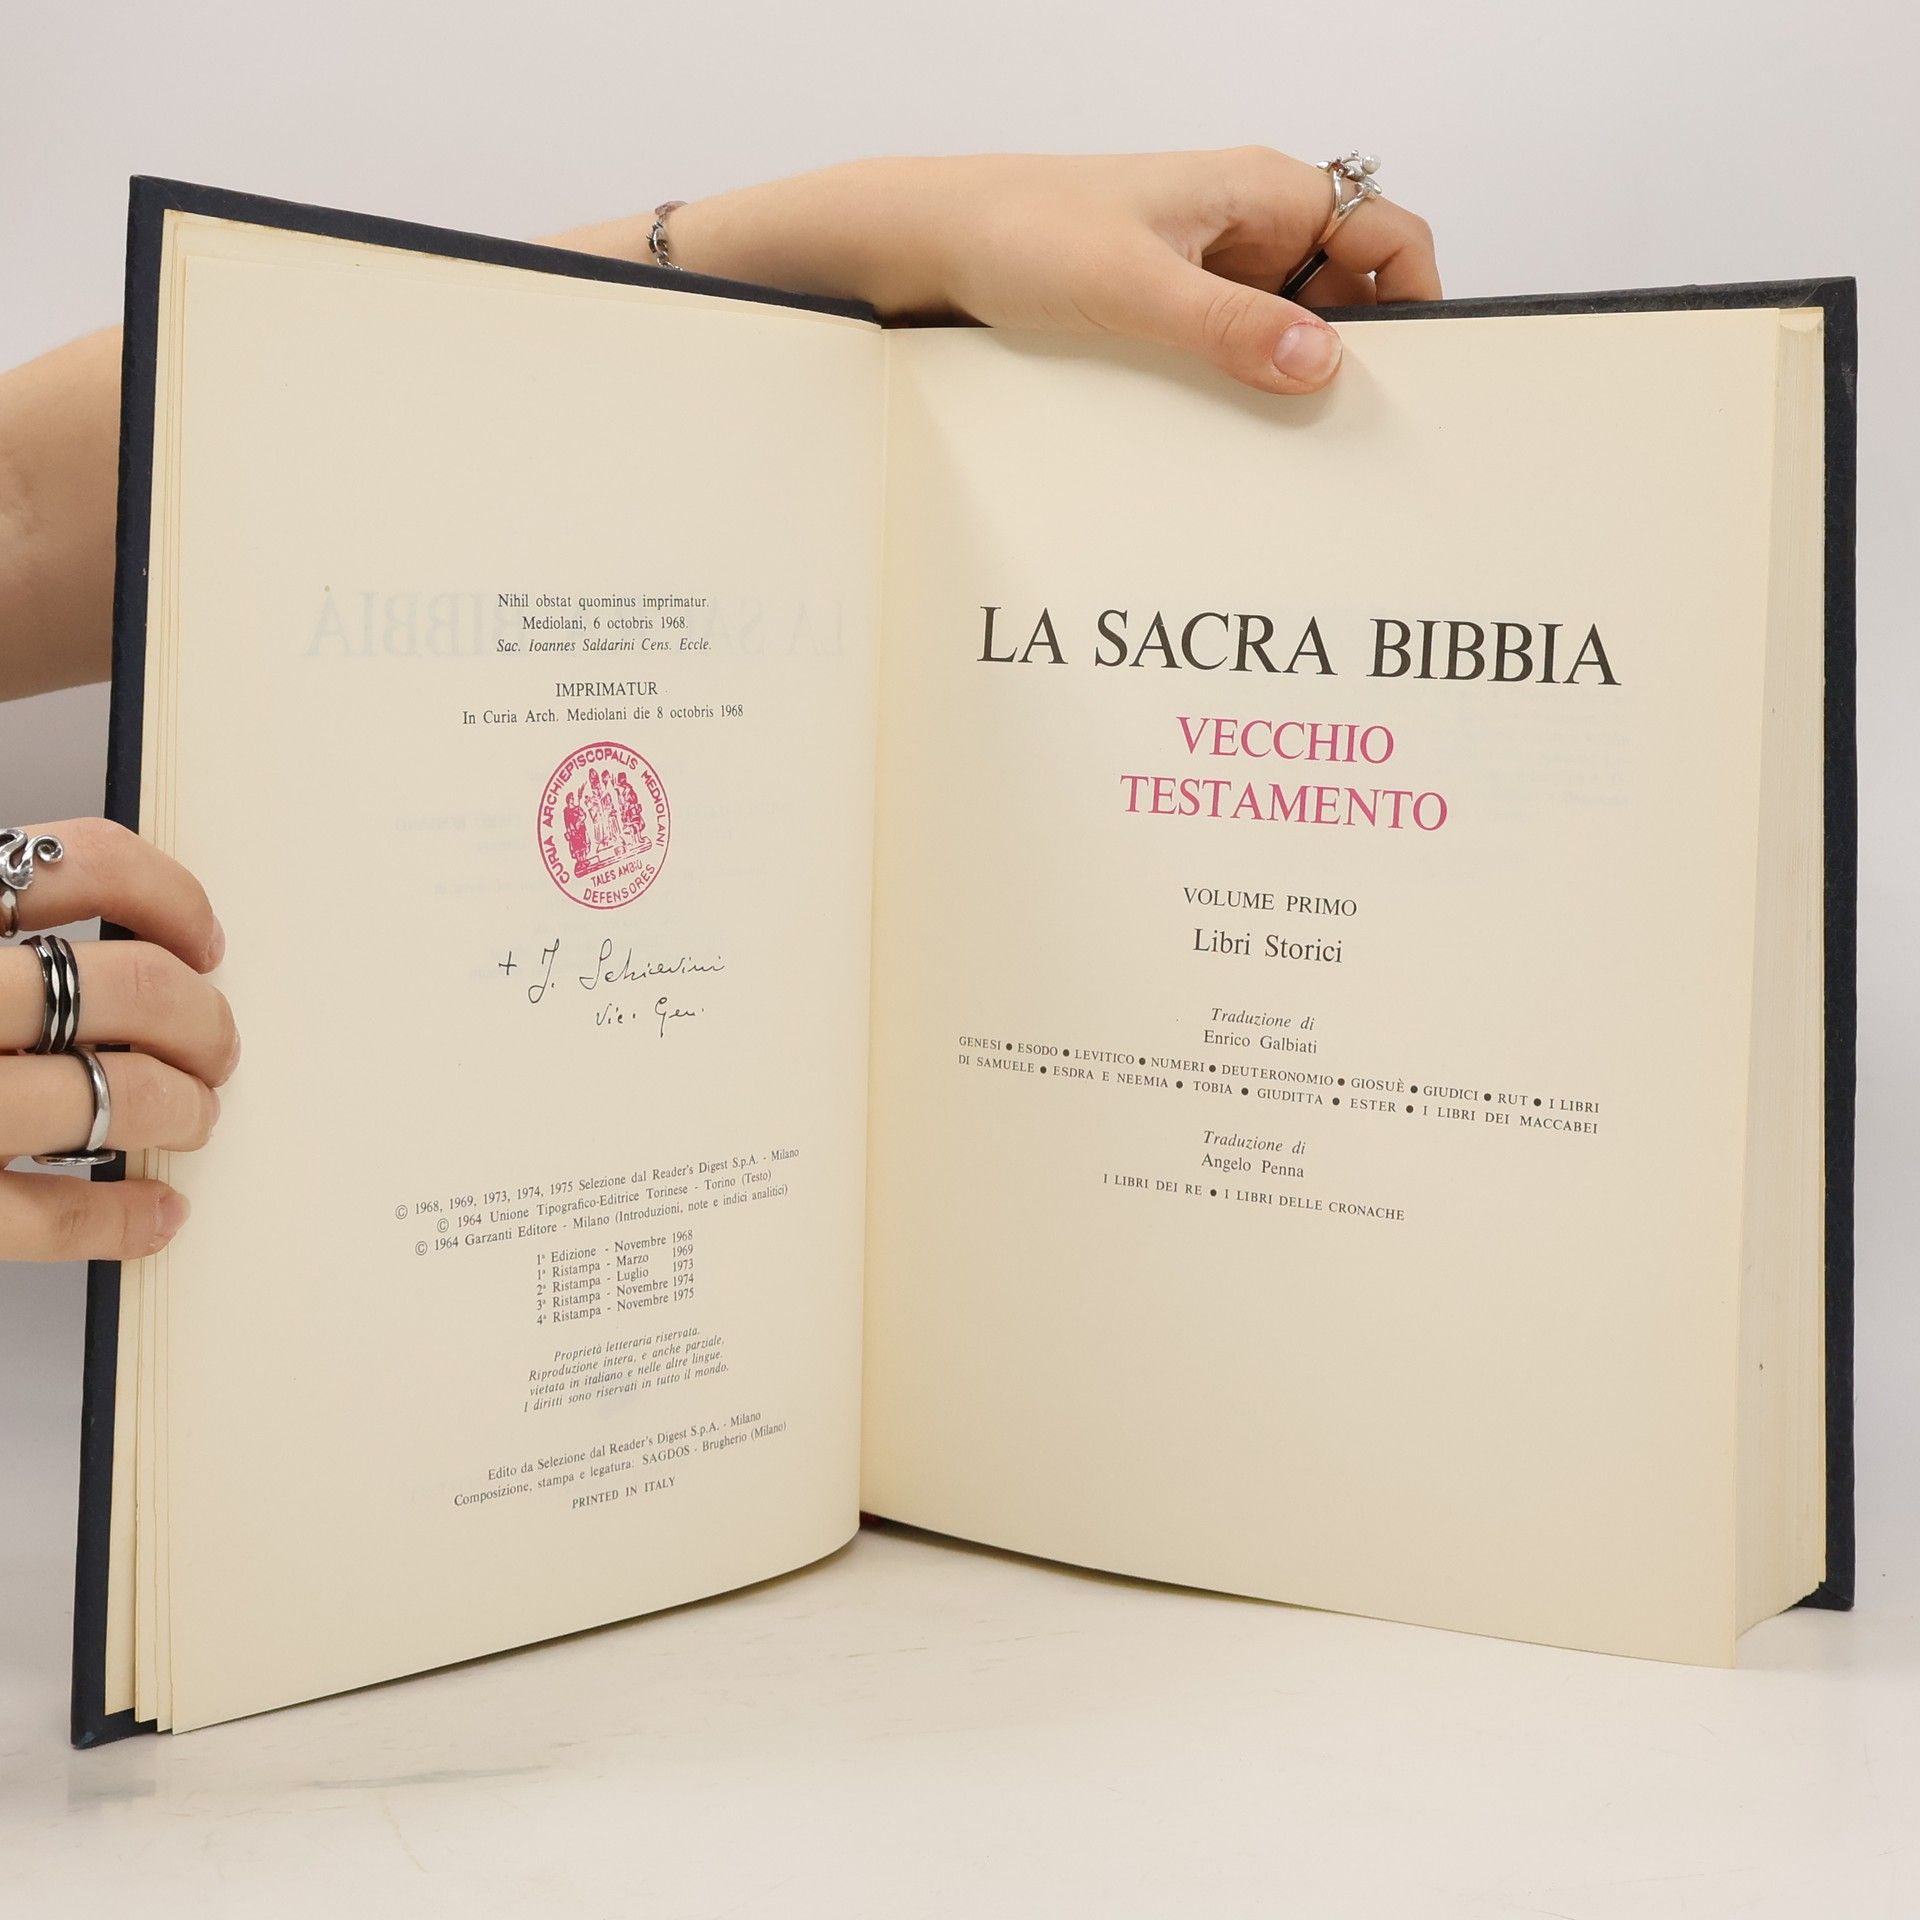 Nihil obstat quominus imprimatur.
Mediolani, 6 octobris 1968.
Sac. Ioannes Saldarini Cens. Eccle.
IMPRIMATUR
In Curia Arch. Mediolani die 8 octobris 1968
CURIA ARCHIEPISCOPALIS MEDIOLANI
TALES AMBIO
DEFENSORES
+ J. Schiavini
Vic. Gen.
© 1968, 1969, 1973, 1974, 1975 Selezione dal Reader's Digest S.p.A. - Milano
© 1964 Unione Tipografico-Editrice Torinese - Torino (Testo)
© 1964 Garzanti Editore - Milano (Introduzioni, note e indici analitici)
1ª Edizione - Novembre 1968
1ª Ristampa - Marzo 1969
2ª Ristampa - Luglio 1973
3ª Ristampa - Novembre 1974
4ª Ristampa - Novembre 1975
Proprietà letteraria riservata.
Riproduzione intera, e anche parziale,
vietata in italiano e nelle altre lingue.
I diritti sono riservati in tutto il mondo.
Edito da Selezione dal Reader's Digest S.p.A. - Milano
Composizione, stampa e legatura: SAGDOS - Brugherio (Milano)
PRINTED IN ITALY
LA SACRA BIBBIA
VECCHIO
TESTAMENTO
VOLUME PRIMO
Libri Storici
Traduzione di
Enrico Galbiati
GENESI ● ESODO ● LEVITICO ● NUMERI ● DEUTERONOMIO ● GIOSUÈ ● GIUDICI ● RUT ● I LIBRI
DI SAMUELE ● ESDRA E NEEMIA ● TOBIA ● GIUDITTA ● ESTER ● I LIBRI DEI MACCABEI
Traduzione di
Angelo Penna
I LIBRI DEI RE ● I LIBRI DELLE CRONACHE